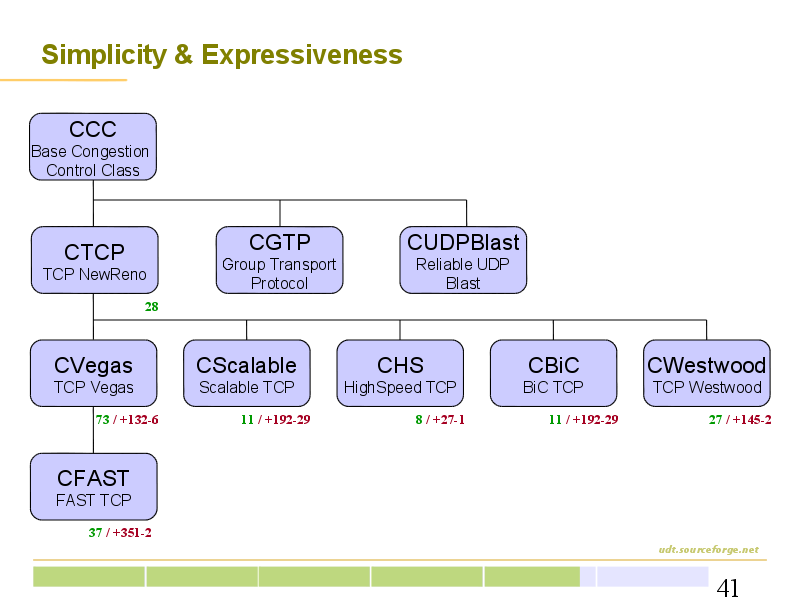 Simplicity & Expressiveness
CCC
Base Congestion
Control Class
CTCP
TCP NewReno
CGTP
Group Transport
Protocol
CUDPBlast
Reliable UDP
Blast
28
CVegas
TCP Vegas
CScalable
Scalable TCP
CHS
HighSpeed TCP
CBiC
BiC TCP
CWestwood
TCP Westwood
73 / +132-6
11 / +192-29
8 / +27-1
11 / +192-29
27 / +145-2
CFAST
FAST TCP
37 / +351-2
udt.sourceforge.net
41